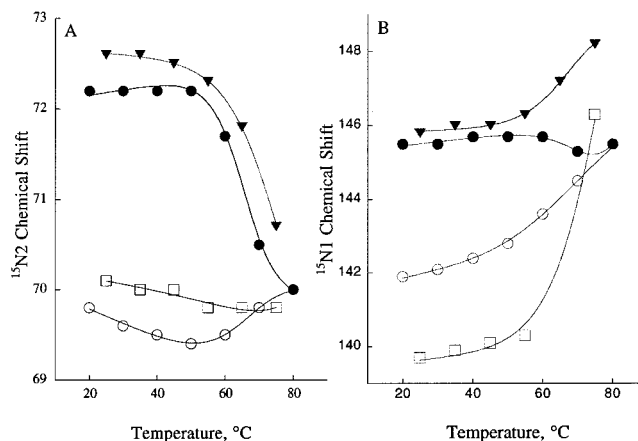 A
B
73
72
71
70
69
¹⁵N2 Chemical Shift
20 40 60 80
Temperature, °C
148
146
144
142
140
¹⁵N1 Chemical Shift
20 40 60 80
Temperature, °C